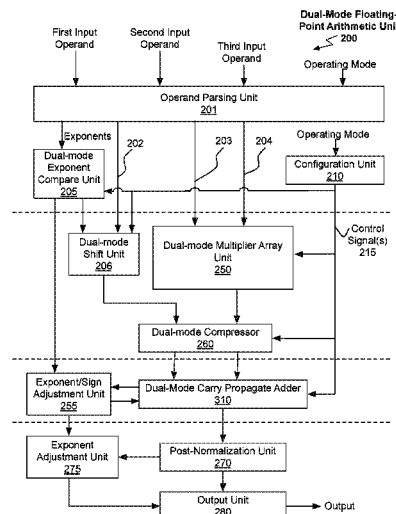 Dual-Mode Floating-
Point Arithmetic Unit
200
First Input
Operand
Second Input
Operand
Third Input
Operand
Operating Mode
Operand Parsing Unit
201
Exponents
202
203
204
Operating Mode
Dual-mode
Exponent
Compare Unit
205
Configuration Unit
210
Dual-mode
Shift Unit
206
Dual-mode Multiplier Array
Unit
250
Control
Signal(s)
215
Dual-mode Compressor
260
Exponent/Sign
Adjustment Unit
255
Dual-Mode Carry Propagate Adder
310
Exponent
Adjustment Unit
275
Post-Normalization Unit
270
Output Unit
280
Output